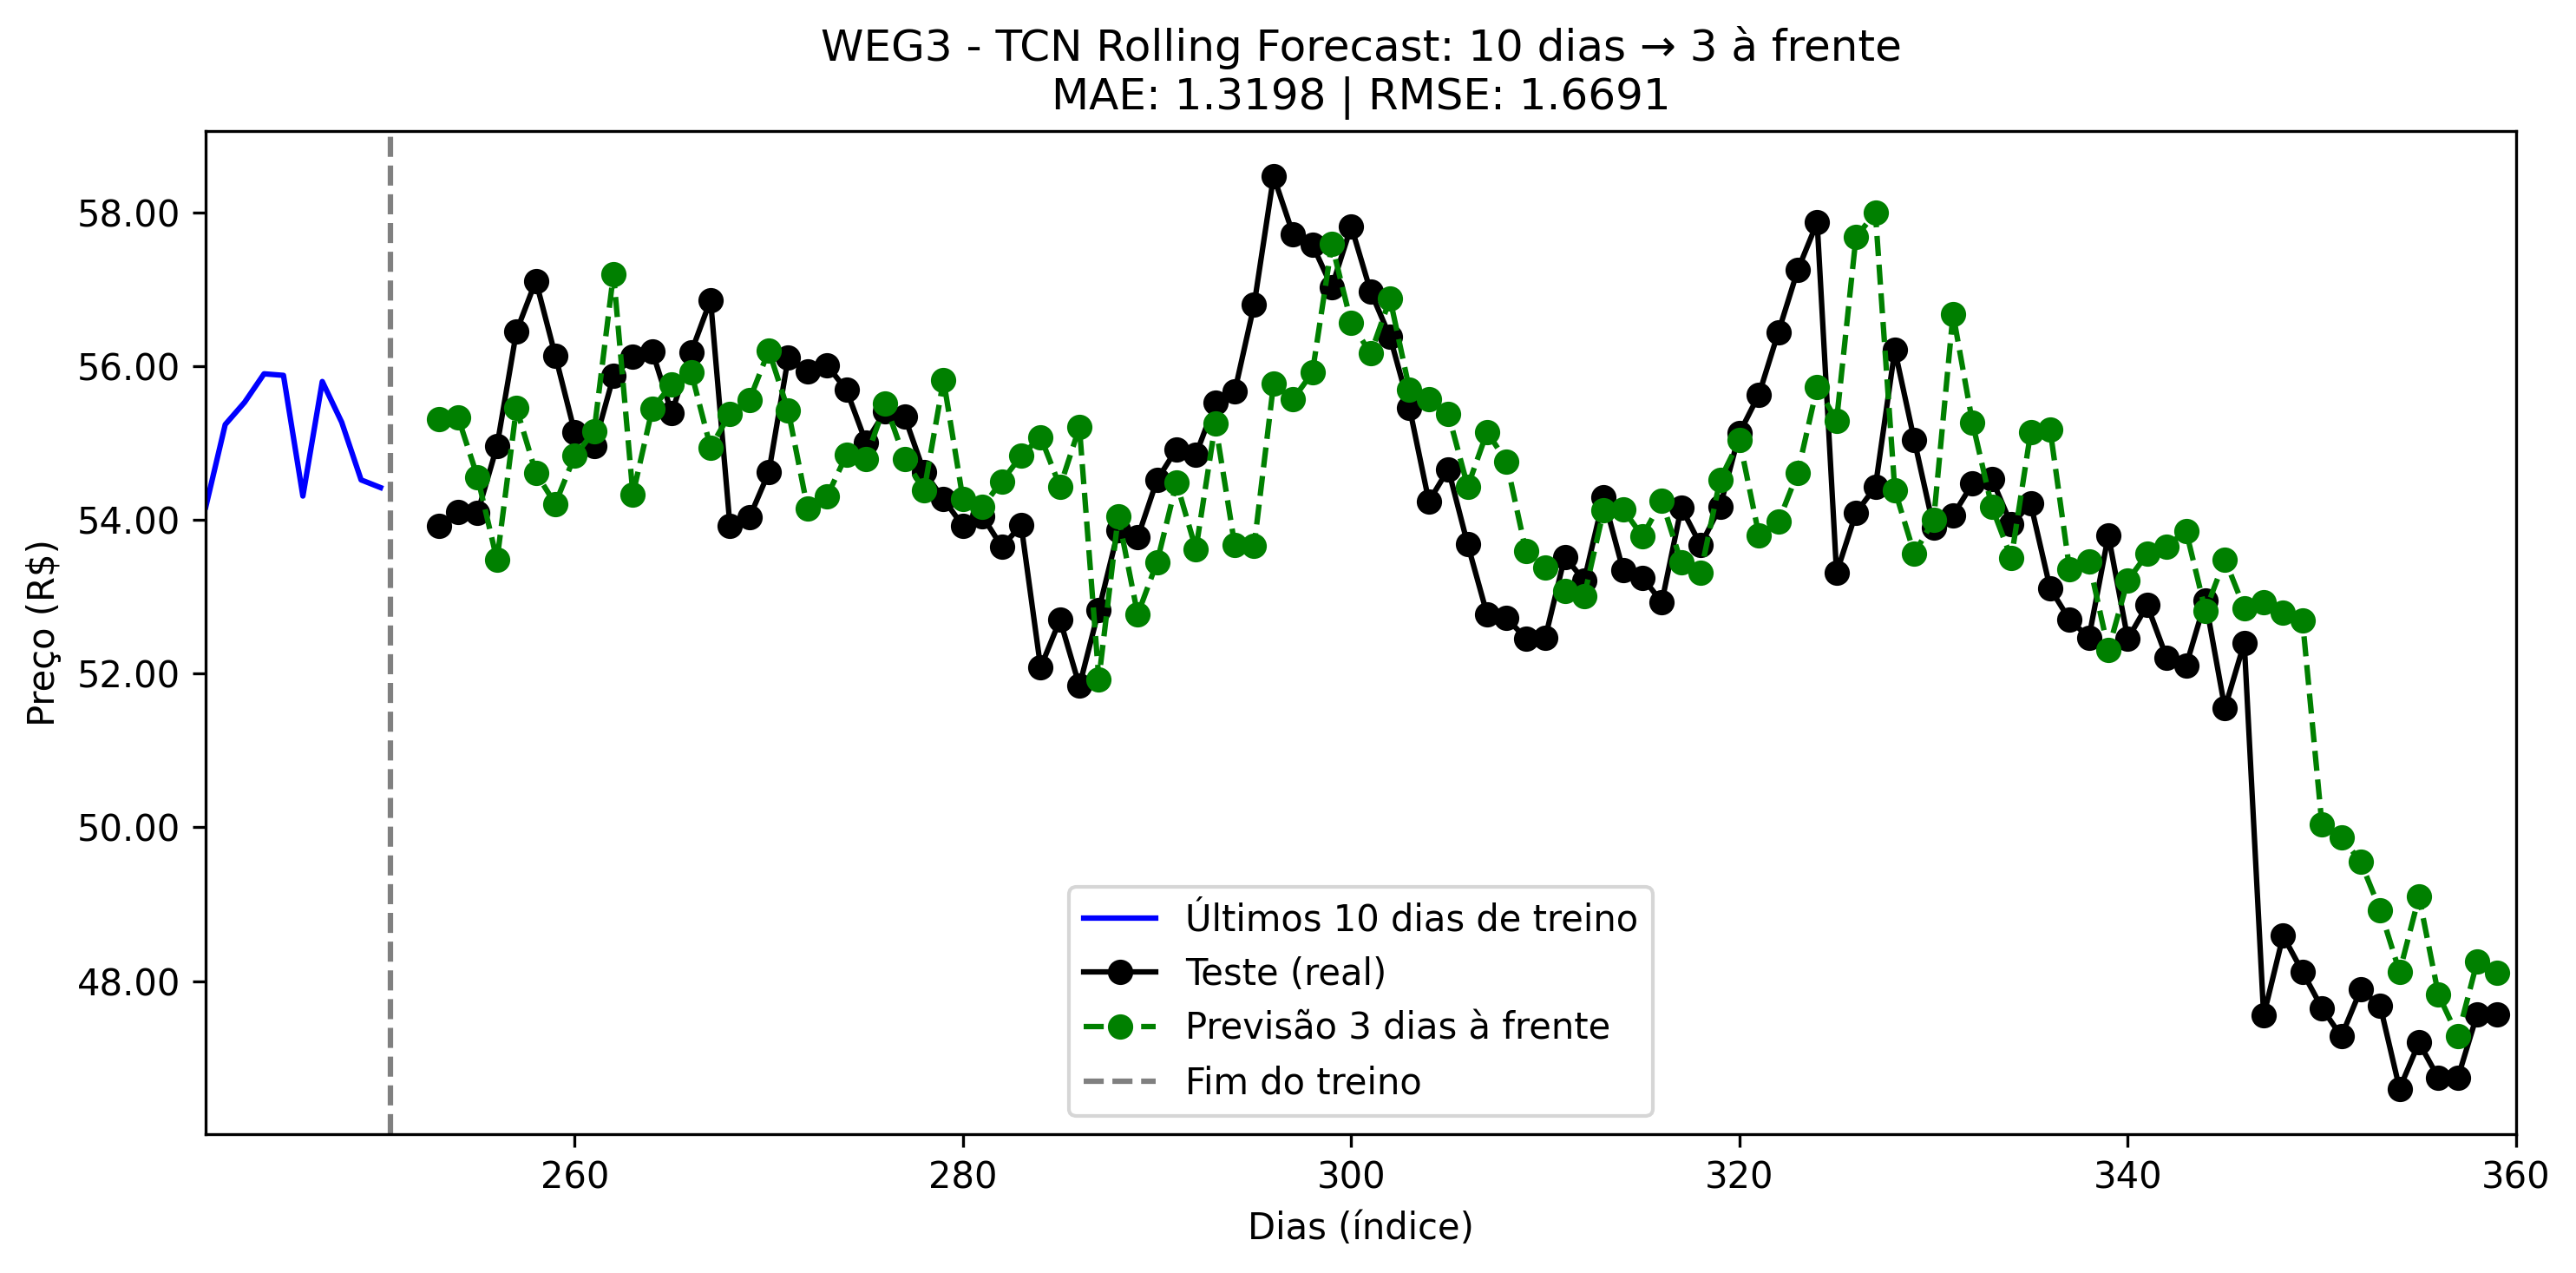 WEG3 - TCN Rolling Forecast: 10 dias → 3 à frente
MAE: 1.3198 | RMSE: 1.6691
Preço (R$)
58.00
56.00
54.00
52.00
50.00
48.00
Últimos 10 dias de treino
Teste (real)
Previsão 3 dias à frente
Fim do treino
260 280 300 320 340 360
Dias (índice)